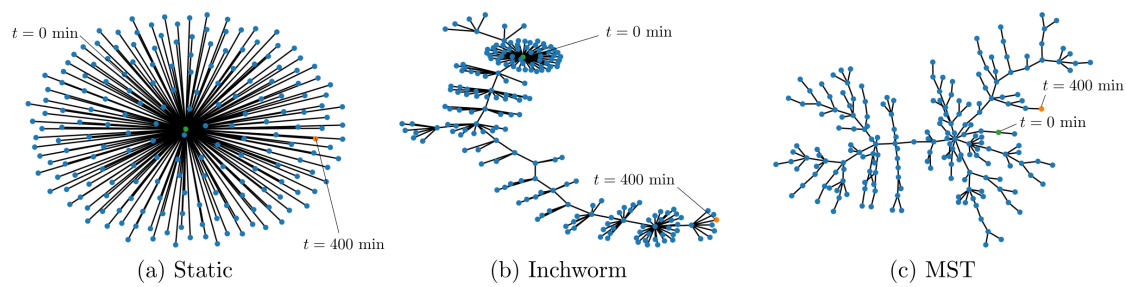 t = 0 min
t = 400 min
(a) Static
t = 0 min
t = 400 min
(b) Inchworm
t = 400 min
t = 0 min
(c) MST